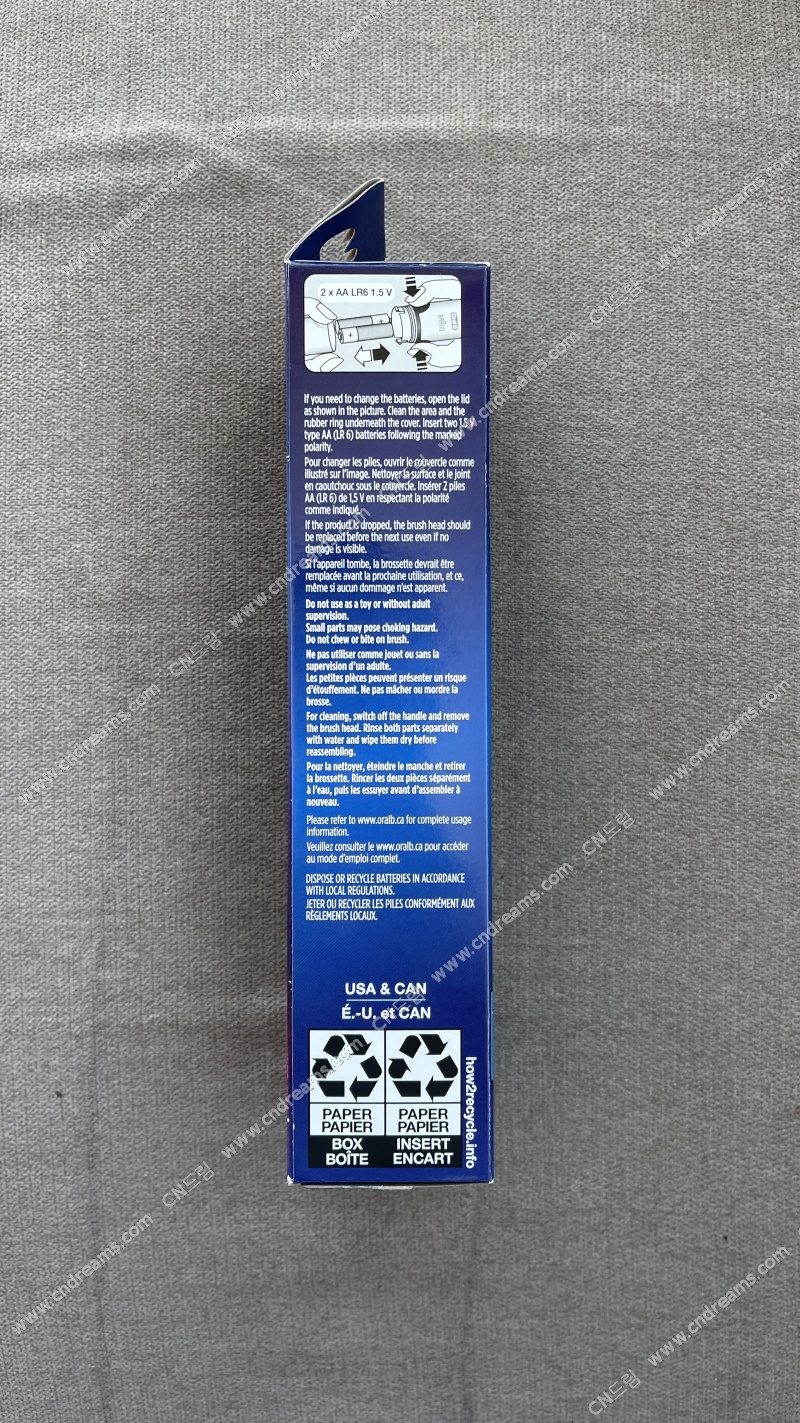 2 x AA LR6 1.5 V
If you need to change the batteries, open the lid
as shown in the picture. Clean the area and the
rubber ring underneath the cover. Insert two 1.5 V
type AA (LR 6) batteries following the marked
polarity.
Pour changer les piles, ouvrir le couvercle comme
illustré sur l'image. Nettoyer la surface et le joint
en caoutchouc sous le couvercle. Insérer 2 piles
AA (LR 6) de 1,5 V en respectant la polarité
comme indiqué.
If the product is dropped, the brush head should
be replaced before the next use even if no
damage is visible.
Si l'appareil tombe, la brossette devrait être
remplacée avant la prochaine utilisation, et ce,
même si aucun dommage n'est apparent.
Do not use as a toy or without adult
supervision.
Small parts may pose choking hazard.
Do not chew or bite on brush.
Ne pas utiliser comme jouet ou sans la
supervision d'un adulte.
Les petites pièces peuvent présenter un risque
d'étouffement. Ne pas mâcher ou mordre la
brosse.
For cleaning, switch off the handle and remove
the brush head. Rinse both parts separately
with water and wipe them dry before
reassembling.
Pour la nettoyer, éteindre le manche et retirer
la brossette. Rincer les deux pièces séparément
à l'eau, puis les essuyer avant d'assembler à
nouveau.
Please refer to www.oralb.ca for complete usage
information.
Veuillez consulter le www.oralb.ca pour accéder
au mode d'emploi complet.
DISPOSE OR RECYCLE BATTERIES IN ACCORDANCE
WITH LOCAL REGULATIONS.
JETER OU RECYCLER LES PILES CONFORMÉMENT AUX
RÈGLEMENTS LOCAUX.
USA & CAN
É.-U. et CAN
PAPER PAPER
PAPIER PAPIER
BOX INSERT
BOÎTE ENCART
how2recycle.info
CN드림 www.cndreams.com